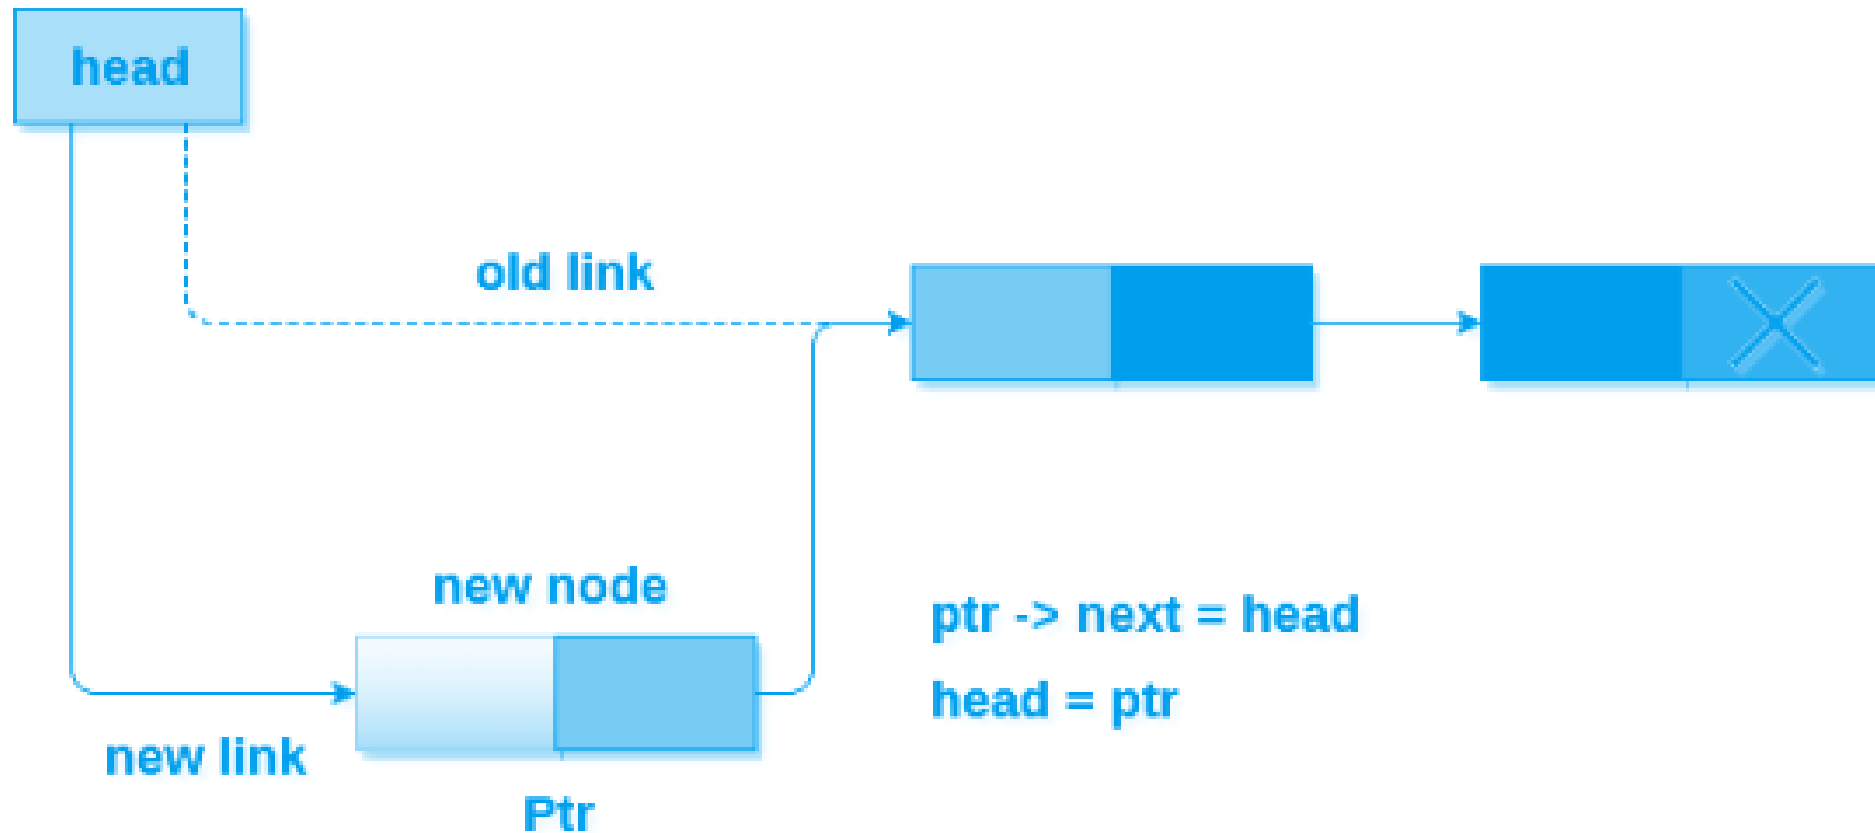 head
old link
new node
ptr -> next = head
head = ptr
new link
Ptr